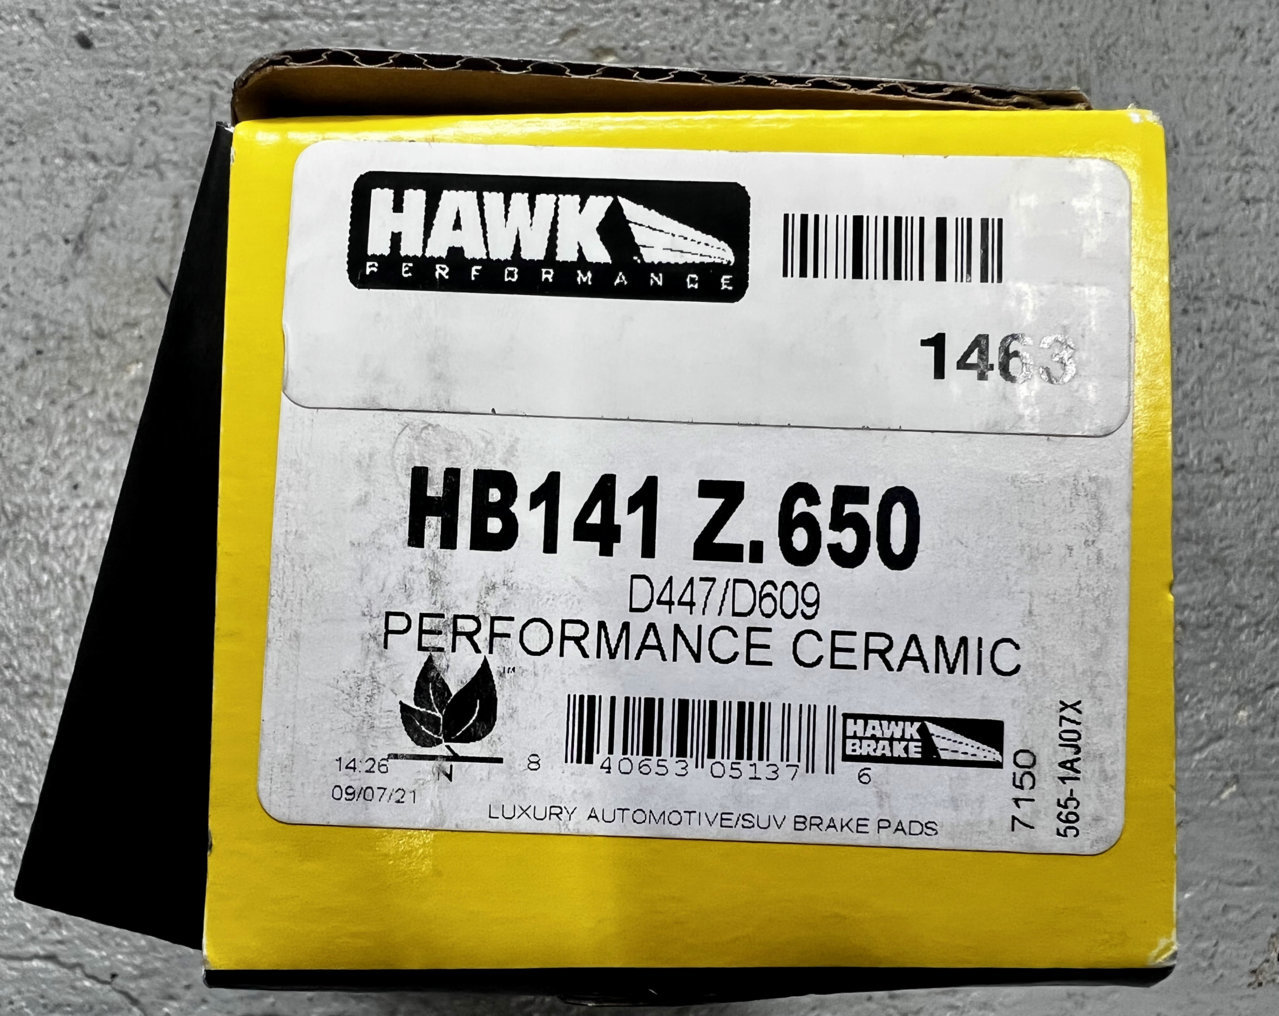 HAWK
PERFORMANCE
1463
HB141 Z.650
D447/D609
PERFORMANCE CERAMIC
TM
N
14:26
09/07/21
8 40653 05137 6
HAWK
BRAKE
LUXURY AUTOMOTIVE/SUV BRAKE PADS
7150
565-1AJ07X